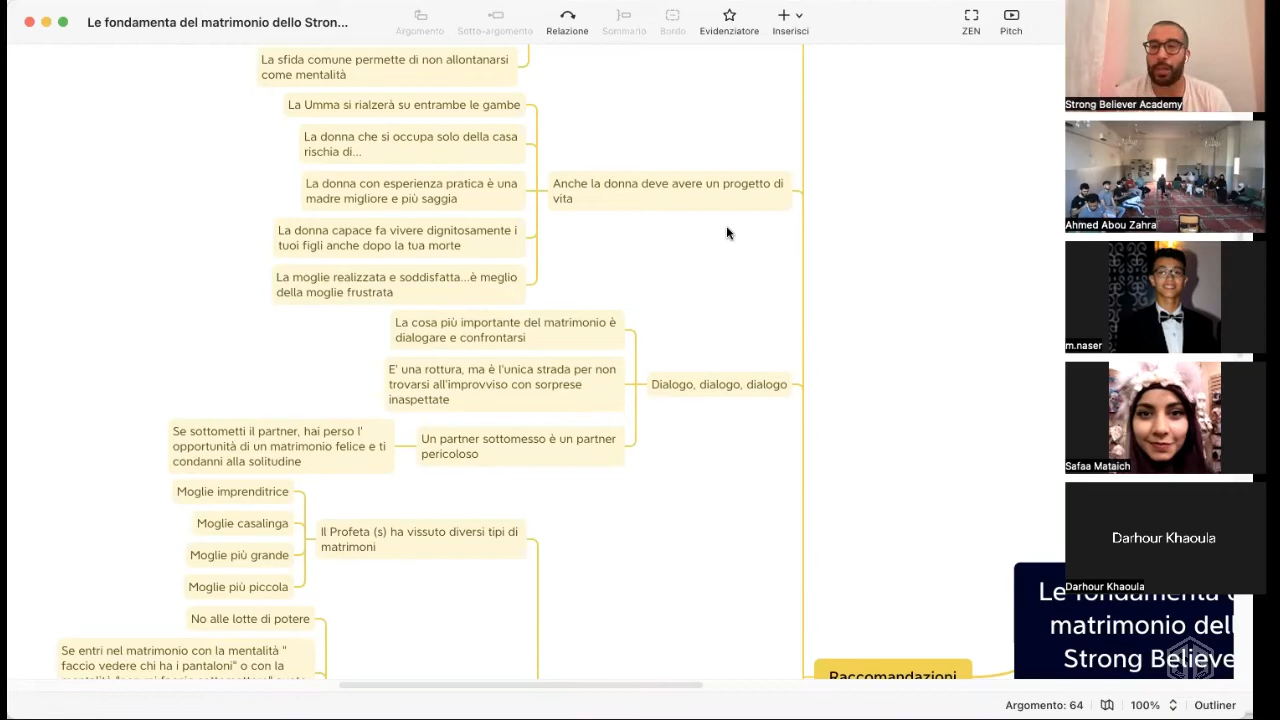 Le fondamenta del matrimonio dello Stron...
Argomento
Sotto-argomento
Relazione
Sommario
Bordo
Evidenziatore
Inserisci
ZEN
Pitch
La sfida comune permette di non allontanarsi
come mentalità
La Umma si rialzerà su entrambe le gambe
La donna che si occupa solo della casa
rischia di...
La donna con esperienza pratica è una
madre migliore e più saggia
La donna capace fa vivere dignitosamente i
tuoi figli anche dopo la tua morte
La moglie realizzata e soddisfatta...è meglio
della moglie frustrata
Anche la donna deve avere un progetto di
vita
La cosa più importante del matrimonio è
dialogare e confrontarsi
E' una rottura, ma è l'unica strada per non
trovarsi all'improvviso con sorprese
inaspettate
Dialogo, dialogo, dialogo
Se sottometti il partner, hai perso l'
opportunità di un matrimonio felice e ti
condanni alla solitudine
Un partner sottomesso è un partner
pericoloso
Moglie imprenditrice
Moglie casalinga
Moglie più grande
Moglie più piccola
Il Profeta (s) ha vissuto diversi tipi di
matrimoni
No alle lotte di potere
Se entri nel matrimonio con la mentalità "
faccio vedere chi ha i pantaloni" o con la
Raccomandazioni
Le fondamenta
matrimonio del
Strong Believe
Strong Believer Academy
Ahmed Abou Zahra
m.naser
Safaa Mataich
Darhour Khaoula
Darhour Khaoula
Argomento: 64
100%
Outliner